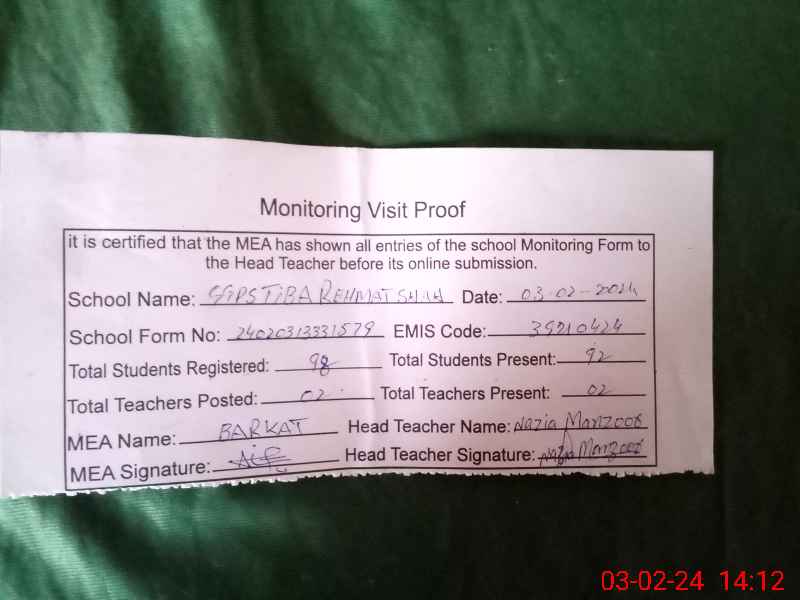 Monitoring Visit Proof
it is certified that the MEA has shown all entries of the school Monitoring Form to
the Head Teacher before its online submission.
School Name: GGPS TIBA REHMAT SHAH Date: 03-02-2024
School Form No: 24020313331579 EMIS Code: 39210424
Total Students Registered: 98 Total Students Present: 92
Total Teachers Posted: 02 Total Teachers Present: 02
MEA Name: BARKAT Head Teacher Name: Nazia Manzoor
MEA Signature: Head Teacher Signature: Nazia Manzoor
03-02-24 14:12